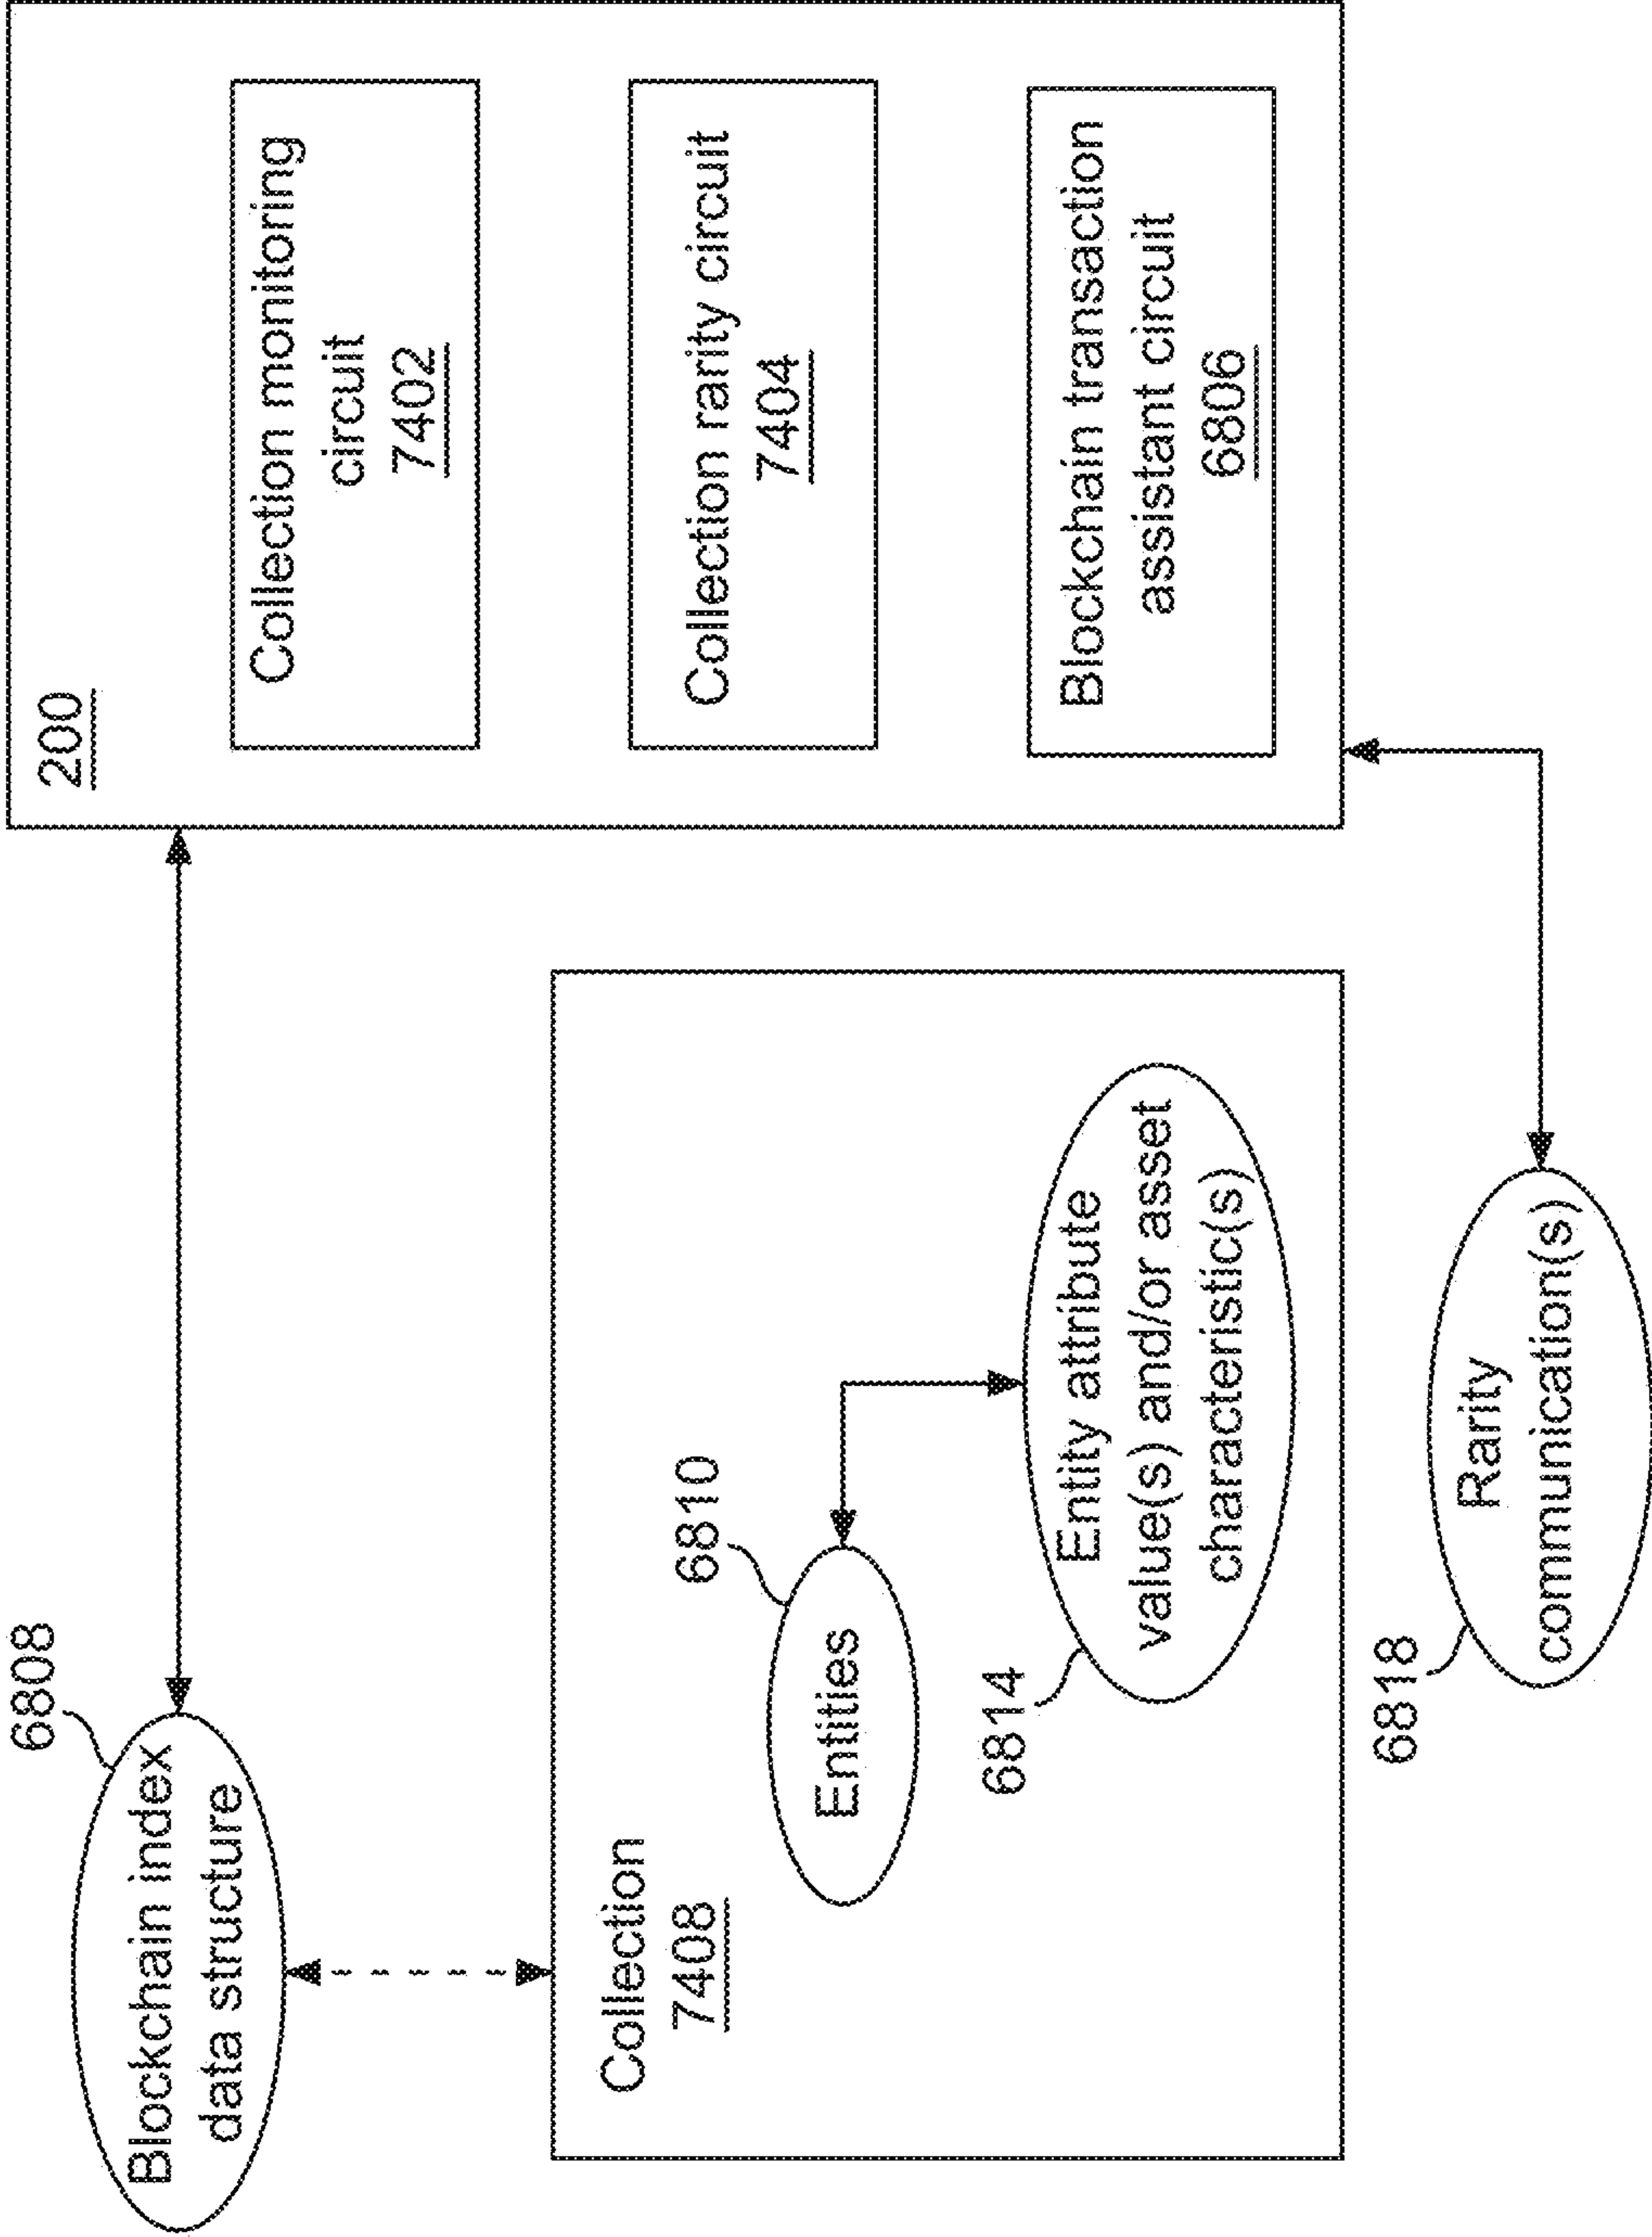 6808
Blockchain index
data structure
200
Collection monitoring
circuit
7402
Collection rarity circuit
7404
Blockchain transaction
assistant circuit
6806
Collection
7408
6810
Entities
6814
Entity attribute
value(s) and/or asset
characteristic(s)
6818
Rarity
communication(s)